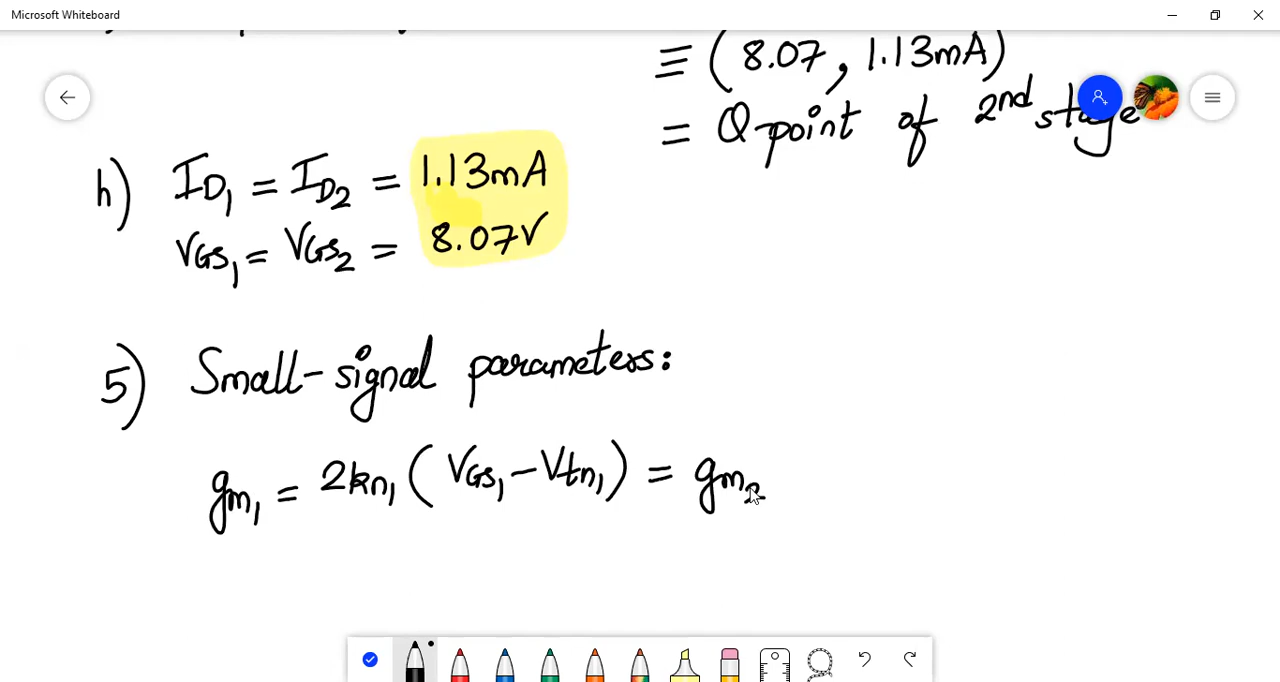 Microsoft Whiteboard
≡ (8.07, 1.13mA)
= Q-point of 2nd stage
h) ID1 = ID2 = 1.13mA
VGS1 = VGS2 = 8.07V
5) Small-signal parameters:
gm1 = 2kn1 (VGS1 - Vtn1) = gm2